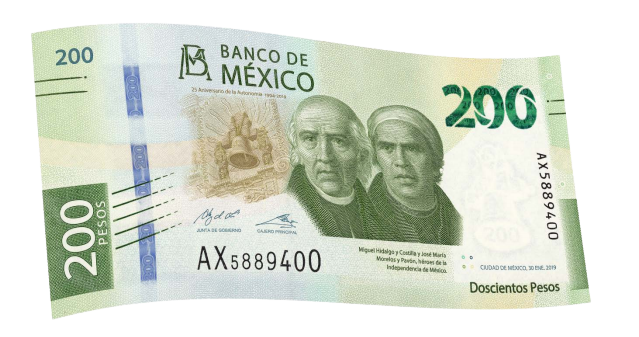 200
BANCO DE
MÉXICO
25 Aniversario de la Autonomía 1994-2019
200
200
PESOS
JUNTA DE GOBIERNO
CAJERO PRINCIPAL
AX5889400
Miguel Hidalgo y Costilla y José María
Morelos y Pavón, héroes de la
Independencia de México.
AX5889400
CIUDAD DE MÉXICO, 30 ENE. 2019
Doscientos Pesos